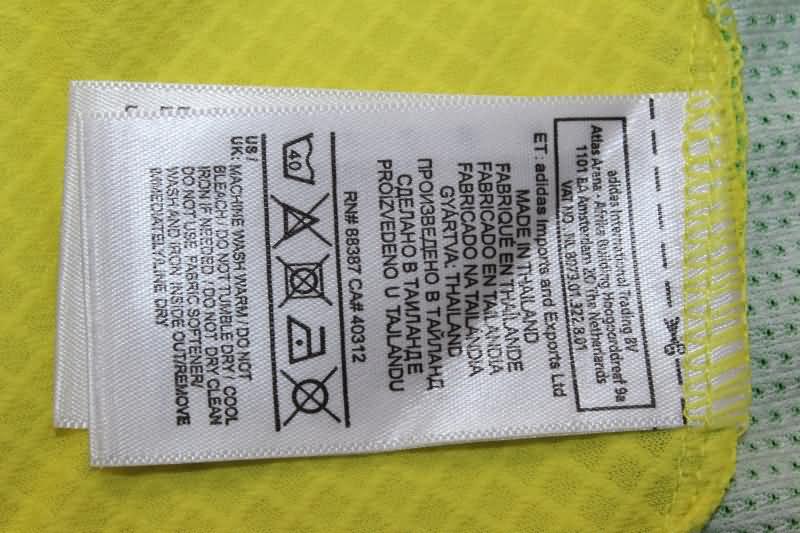 adidas International Trading BV
Atlas Arena - Afrika Building Hoogoorddreef 9a
1101 BA Amsterdam ZO The Netherlands
VAT NO. NL 8073.01.322.B.01
ET: adidas Imports and Exports Ltd
MADE IN THAILAND
FABRIQUÉ EN THAÏLANDE
FABRICADO EN TAILANDIA
FABRICADO NA TAILÂNDIA
GYÁRTVA: THAILAND
ПРОИЗВЕДЕНО В ТАЙЛАНД
СДЕЛАНО В ТАИЛАНДЕ
PROIZVEDENO U TAJLANDU
RN# 88387 CA# 40312
40
US /
UK: MACHINE WASH WARM / DO NOT
BLEACH / DO NOT TUMBLE DRY / COOL
IRON IF NEEDED / DO NOT DRY CLEAN
DO NOT USE FABRIC SOFTENER/
WASH AND IRON INSIDE OUT/REMOVE
IMMEDIATELY/LINE DRY